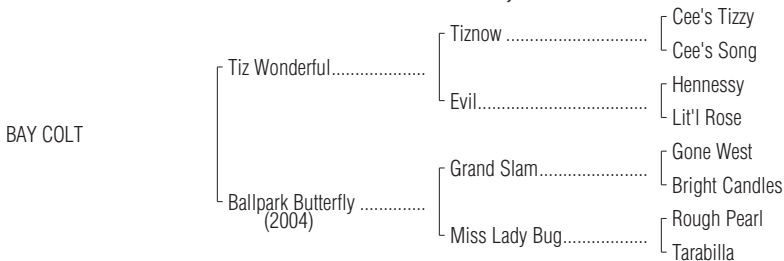 Cee's Tizzy
Tiznow ................................
Cee's Song
Tiz Wonderful.....................
Hennessy
Evil.......................................
Lit'l Rose
BAY COLT
Gone West
Grand Slam.........................
Bright Candles
Ballpark Butterfly ..............
(2004)
Rough Pearl
Miss Lady Bug...................
Tarabilla